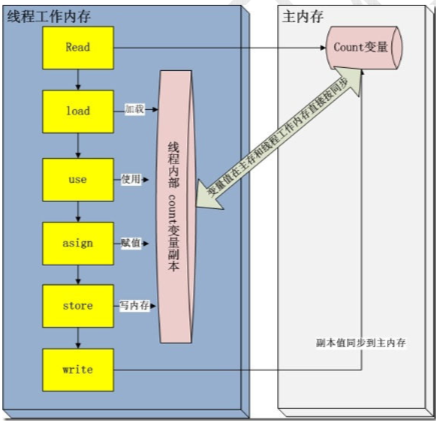 线程工作内存
主内存
Read
Count变量
load
加载
use
使用
asign
赋值
store
写内存
write
线程内部 count变量副本
变量值在主存和线程工作内存直接按同步
副本值同步到主内存